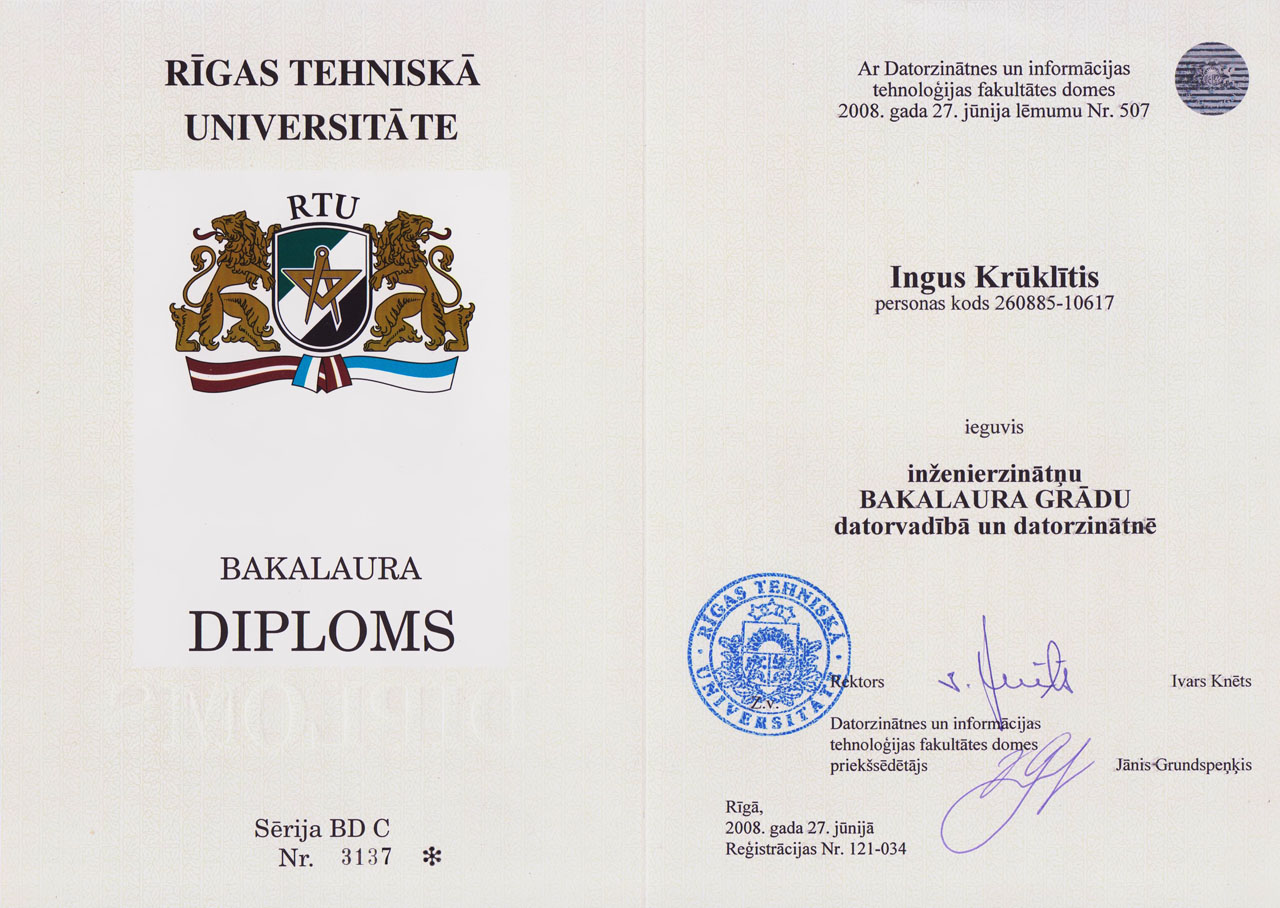 RĪGAS TEHNISKĀ
UNIVERSITĀTE
RTU
BAKALAURA
DIPLOMS
Sērija BD C
Nr. 3137 ✻
Ar Datorzinātnes un informācijas
tehnoloģijas fakultātes domes
2008. gada 27. jūnija lēmumu Nr. 507
Ingus Krūklītis
personas kods 260885-10617
ieguvis
inženierzinātņu
BAKALAURA GRĀDU
datorvadībā un datorzinātnē
RĪGAS TEHNISKĀ UNIVERSITĀTE
Rektors
Ivars Knēts
Z.v.
Datorzinātnes un informācijas
tehnoloģijas fakultātes domes
priekšsēdētājs
Jānis Grundspeņķis
Rīgā,
2008. gada 27. jūnijā
Reģistrācijas Nr. 121-034